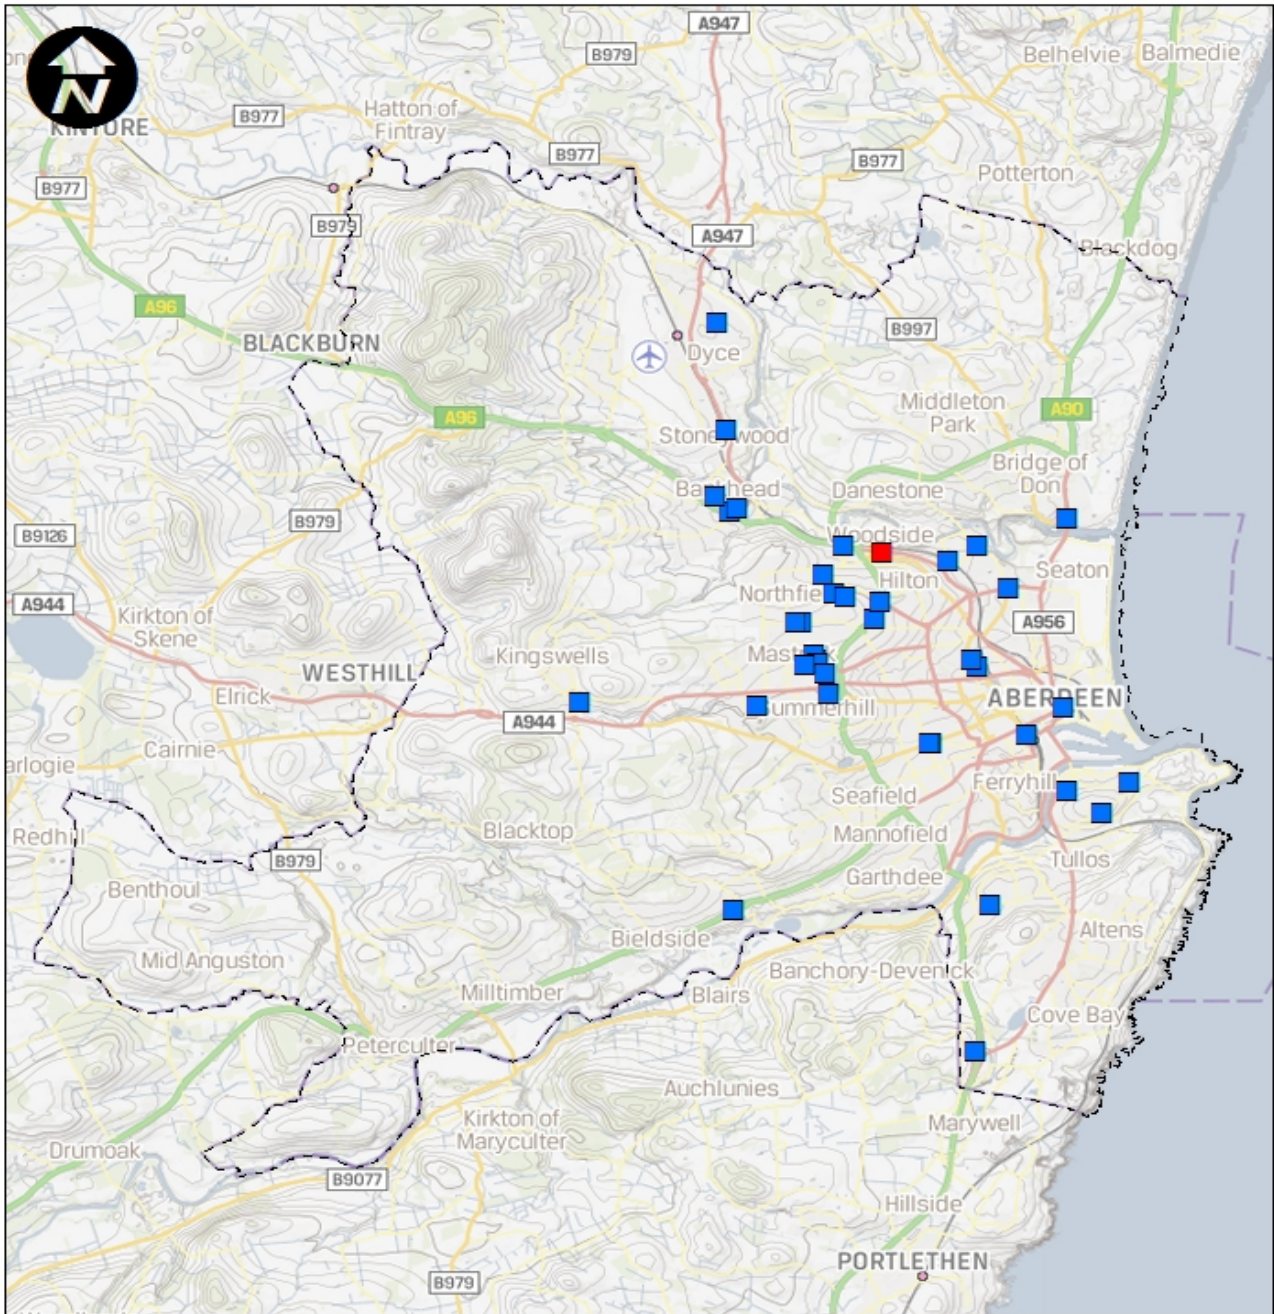 A947
Belhelvie
Balmedie
B979
N
KINTORE
B977
Hatton of
Fintray
B977
B977
Potterton
B977
B979
A947
Blackdog
A96
B997
BLACKBURN
Dyce
A96
Middleton
Park
A90
Stoneywood
Bridge of
Don
Bankhead
Danestone
B979
B9126
Woodside
Seaton
Hilton
Northfie
A944
Kirkton of
Skene
A956
Kingswells
Mastrick
WESTHILL
Elrick
ABERDEEN
Summerhill
A944
Cairnie
arlogie
Ferryhill
Seafield
Redhill
Blacktop
Mannofield
B979
Tullos
Benthoul
Garthdee
Altens
Bieldside
Mid Anguston
Banchory-Devenick
Milltimber
Blairs
Cove Bay
Peterculter
Auchlunies
Kirkton of
Maryculter
Marywell
Drumoak
B9077
Hillside
PORTLETHEN
B979